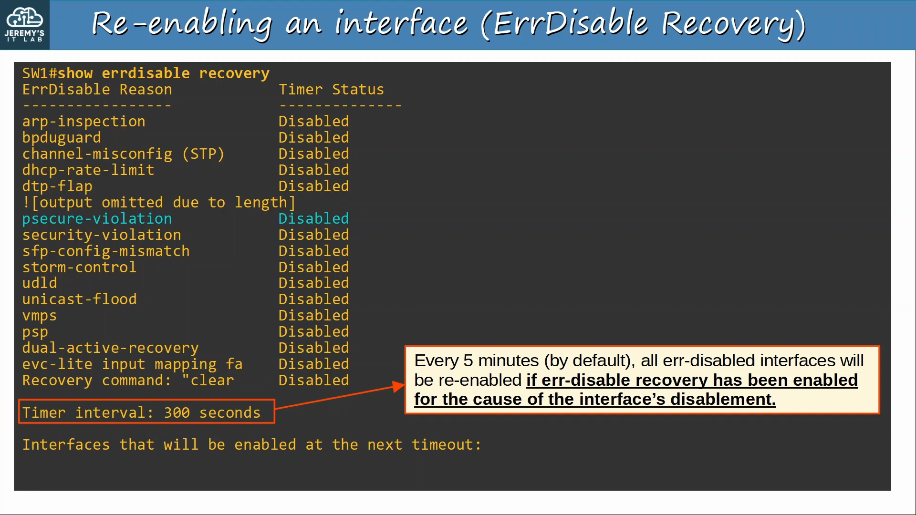 JEREMY'S
IT LAB
Re-enabling an interface (ErrDisable Recovery)
SW1#show errdisable recovery
ErrDisable Reason            Timer Status
-----------------            --------------
arp-inspection               Disabled
bpduguard                    Disabled
channel-misconfig (STP)      Disabled
dhcp-rate-limit              Disabled
dtp-flap                     Disabled
![output omitted due to length]
psecure-violation            Disabled
security-violation           Disabled
sfp-config-mismatch          Disabled
storm-control                Disabled
udld                         Disabled
unicast-flood                Disabled
vmps                         Disabled
psp                          Disabled
dual-active-recovery         Disabled
evc-lite input mapping fa    Disabled
Recovery command: "clear     Disabled
Timer interval: 300 seconds
Interfaces that will be enabled at the next timeout:
Every 5 minutes (by default), all err-disabled interfaces will
be re-enabled if err-disable recovery has been enabled
for the cause of the interface's disablement.